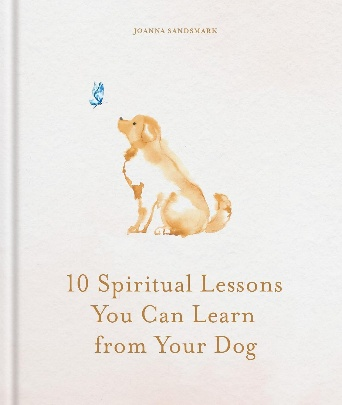 JOANNA SANDSMARK
10 Spiritual Lessons
You Can Learn
from Your Dog